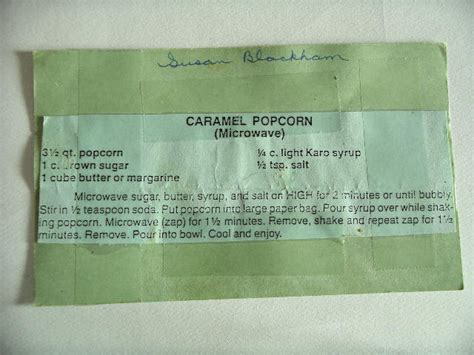 Susan Blackham
CARAMEL POPCORN
(Microwave)
3½ qt. popcorn ¼ c. light Karo syrup
1 c. brown sugar ½ tsp. salt
1 cube butter or margarine
Microwave sugar, butter, syrup, and salt on HIGH for 2 minutes or until bubbly.
Stir in ½ teaspoon soda. Put popcorn into large paper bag. Pour syrup over while shak-
ing popcorn. Microwave (zap) for 1½ minutes. Remove, shake and repeat zap for 1½
minutes. Remove. Pour into bowl. Cool and enjoy.